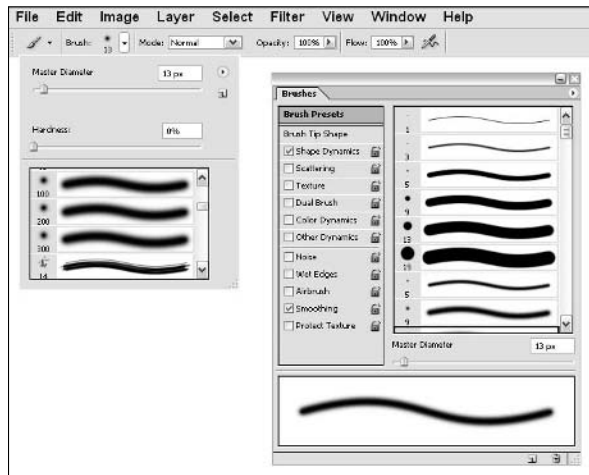 File Edit Image Layer Select Filter View Window Help
Brush: 13 Mode: Normal Opacity: 100% Flow: 100%
Master Diameter 13 px
Hardness: 0%
100
200
300
14
Brushes
Brush Presets
Brush Tip Shape
Shape Dynamics
Scattering
Texture
Dual Brush
Color Dynamics
Other Dynamics
Noise
Wet Edges
Airbrush
Smoothing
Protect Texture
1
3
5
9
13
19
5
9
Master Diameter 13 px